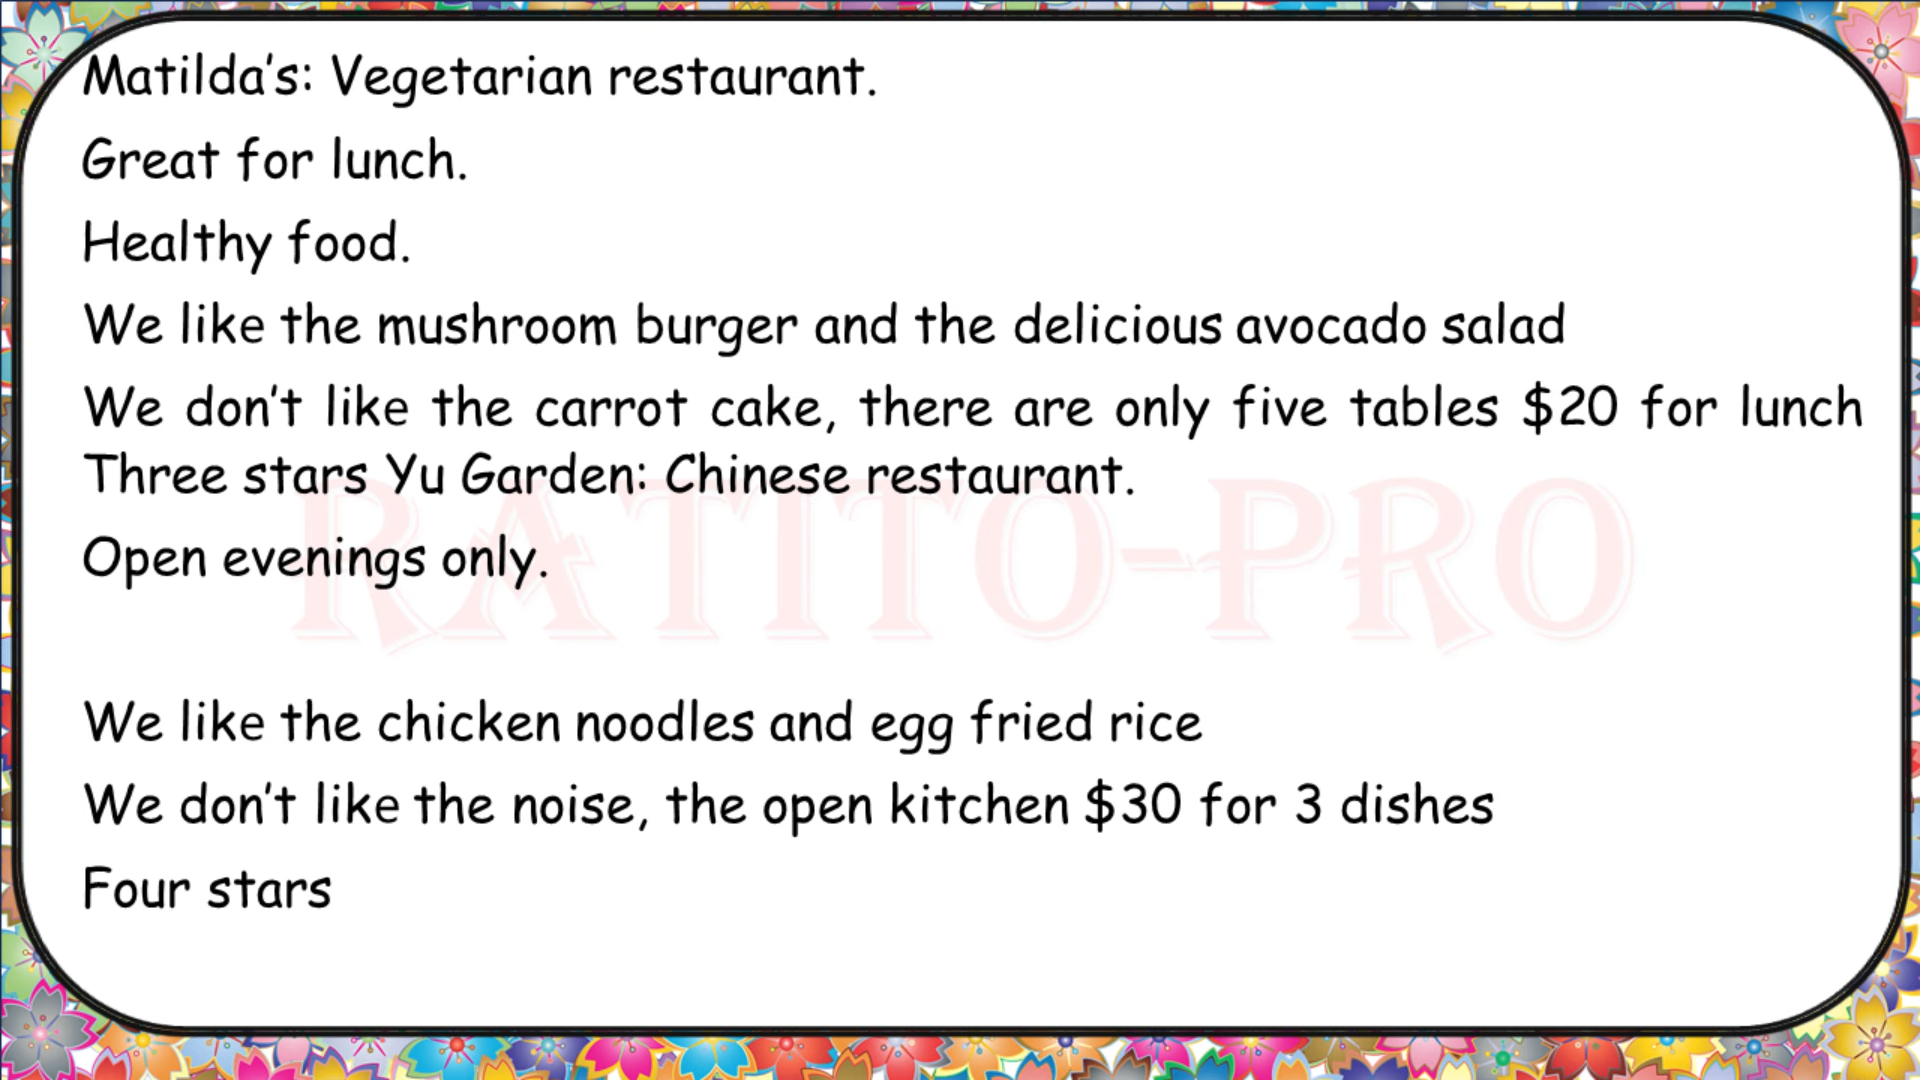 Matilda’s: Vegetarian restaurant.
Great for lunch.
Healthy food.
We like the mushroom burger and the delicious avocado salad
We don’t like the carrot cake, there are only five tables $20 for lunch
Three stars Yu Garden: Chinese restaurant.
RATITO-PRO
Open evenings only.
We like the chicken noodles and egg fried rice
We don’t like the noise, the open kitchen $30 for 3 dishes
Four stars